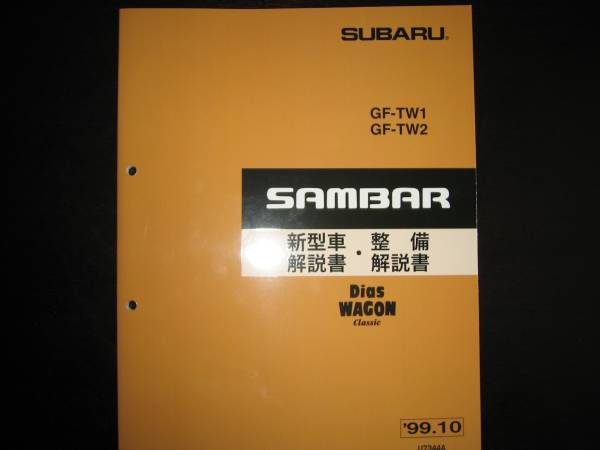 SUBARU®
GF-TW1
GF-TW2
SAMBAR
新型車 ・ 整備
解説書 解説書
Dias
WAGON
Classic
'99.10
U73A4A